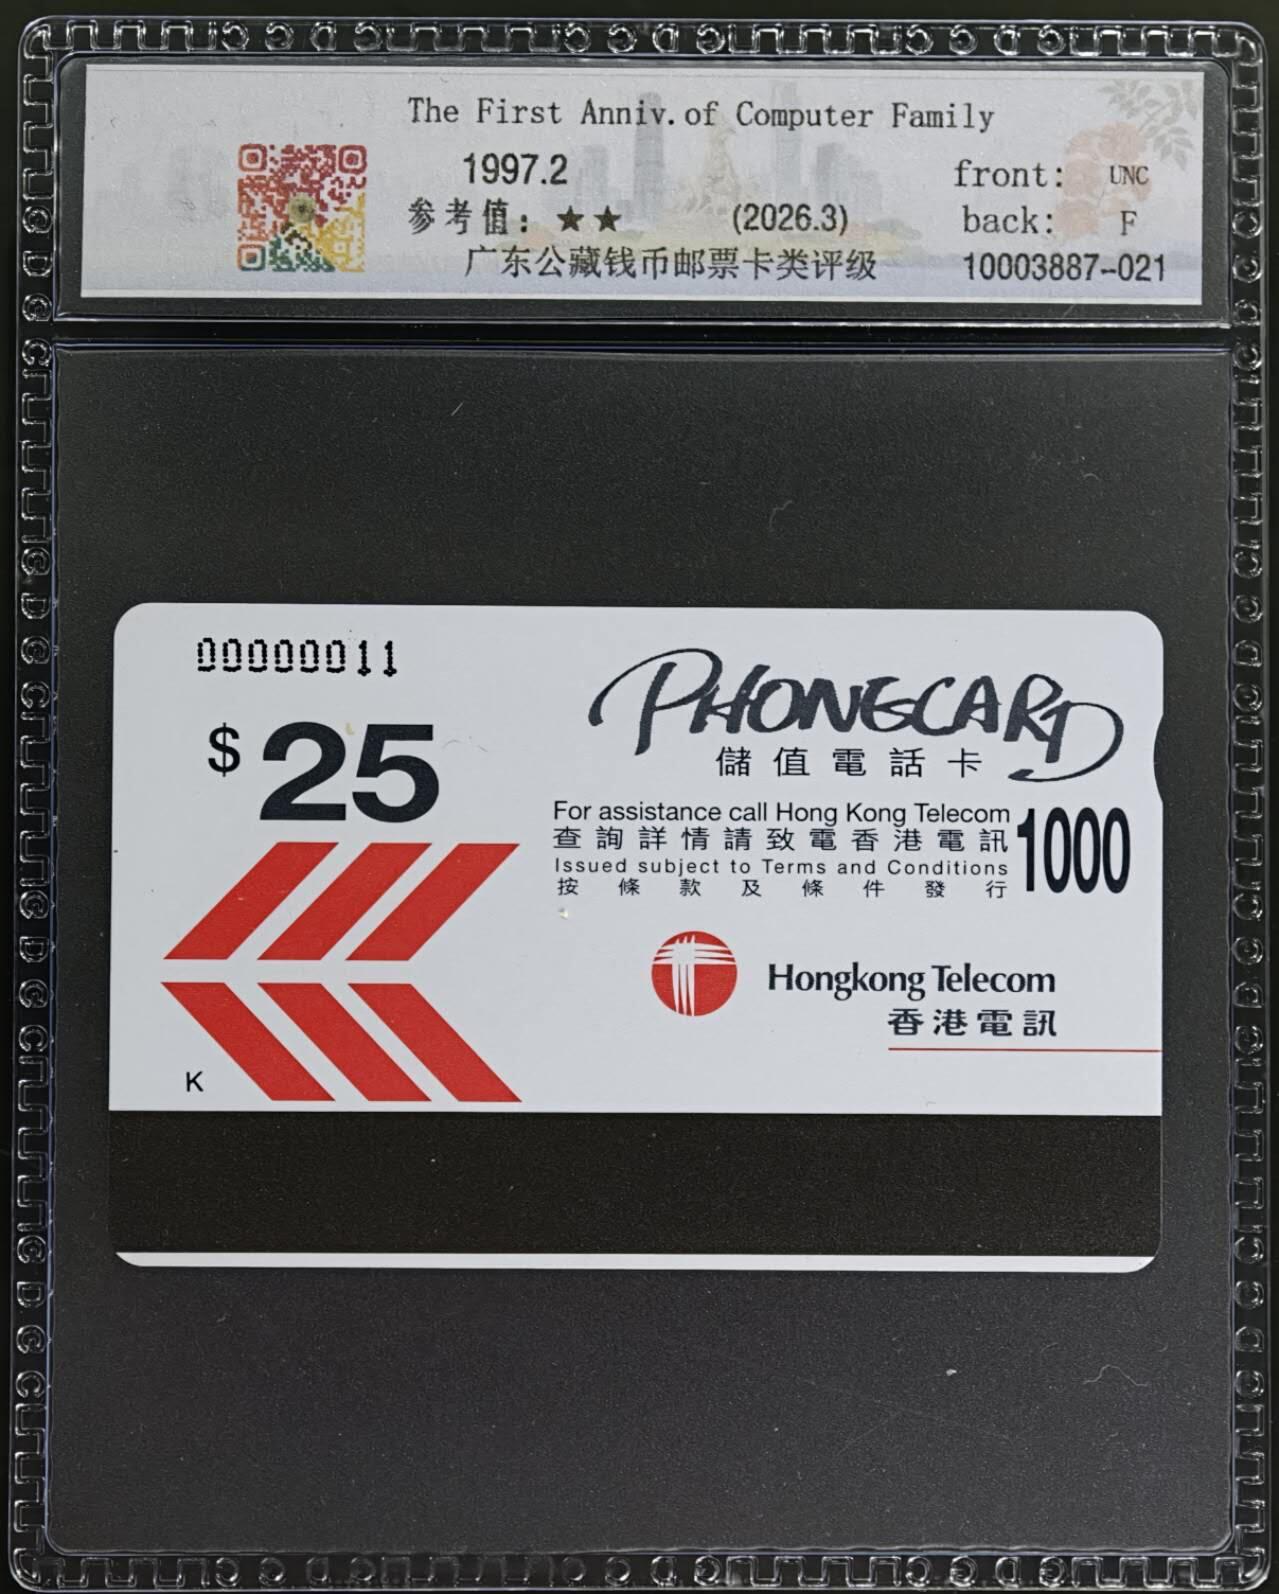 The First Anniv. of Computer Family
1997.2
front: UNC
参考值：★★ (2026.3)
back: F
广东公藏钱币邮票卡类评级
10003887-021
00000011
$25
PHONECARD
儲值電話卡
For assistance call Hong Kong Telecom
查詢詳情請致電香港電訊
1000
Issued subject to Terms and Conditions
按條款及條件發行
Hongkong Telecom
香港電訊
K